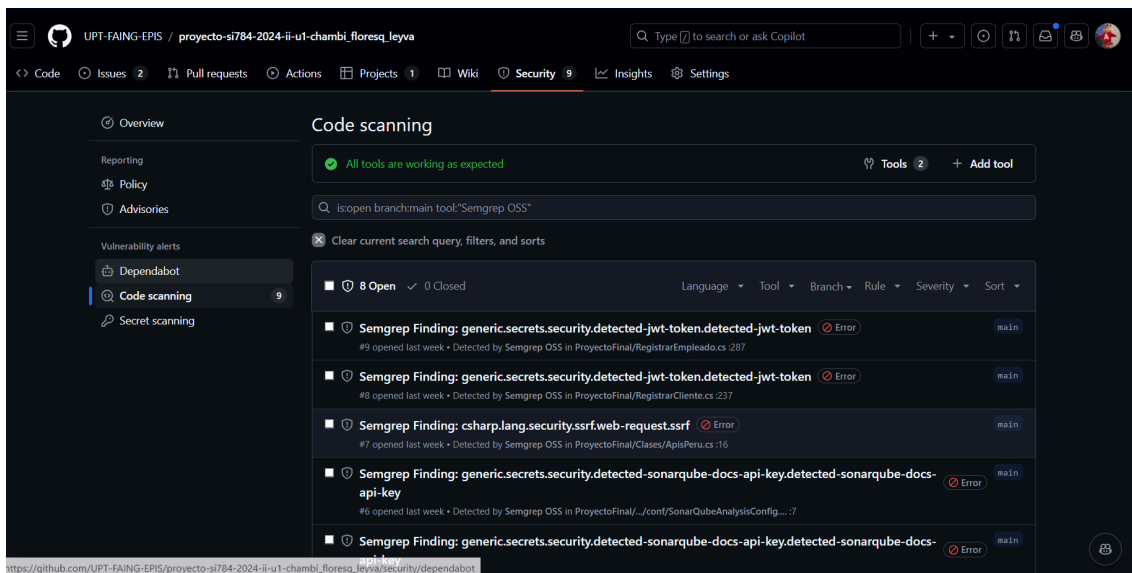 UPT-FAING-EPIS / proyecto-si784-2024-ii-u1-chambi_floresq_leyva
Type / to search or ask Copilot
Code
Issues 2
Pull requests
Actions
Projects 1
Wiki
Security 9
Insights
Settings
Overview
Reporting
Policy
Advisories
Vulnerability alerts
Dependabot
Code scanning 9
Secret scanning
Code scanning
All tools are working as expected
Tools 2
+ Add tool
is:open branch:main tool:"Semgrep OSS"
Clear current search query, filters, and sorts
8 Open
0 Closed
Language
Tool
Branch
Rule
Severity
Sort
Semgrep Finding: generic.secrets.security.detected-jwt-token.detected-jwt-token Error main
#9 opened last week • Detected by Semgrep OSS in ProyectoFinal/RegistrarEmpleado.cs :287
Semgrep Finding: generic.secrets.security.detected-jwt-token.detected-jwt-token Error main
#8 opened last week • Detected by Semgrep OSS in ProyectoFinal/RegistrarCliente.cs :237
Semgrep Finding: csharp.lang.security.ssrf.web-request.ssrf Error main
#7 opened last week • Detected by Semgrep OSS in ProyectoFinal/Clases/ApisPeru.cs :16
Semgrep Finding: generic.secrets.security.detected-sonarqube-docs-api-key.detected-sonarqube-docs-
api-key Error main
#6 opened last week • Detected by Semgrep OSS in ProyectoFinal/.../conf/SonarQubeAnalysisConfig.... :7
Semgrep Finding: generic.secrets.security.detected-sonarqube-docs-api-key.detected-sonarqube-docs-
api-key Error main
https://github.com/UPT-FAING-EPIS/proyecto-si784-2024-ii-u1-chambi_floresq_leyva/security/dependabot